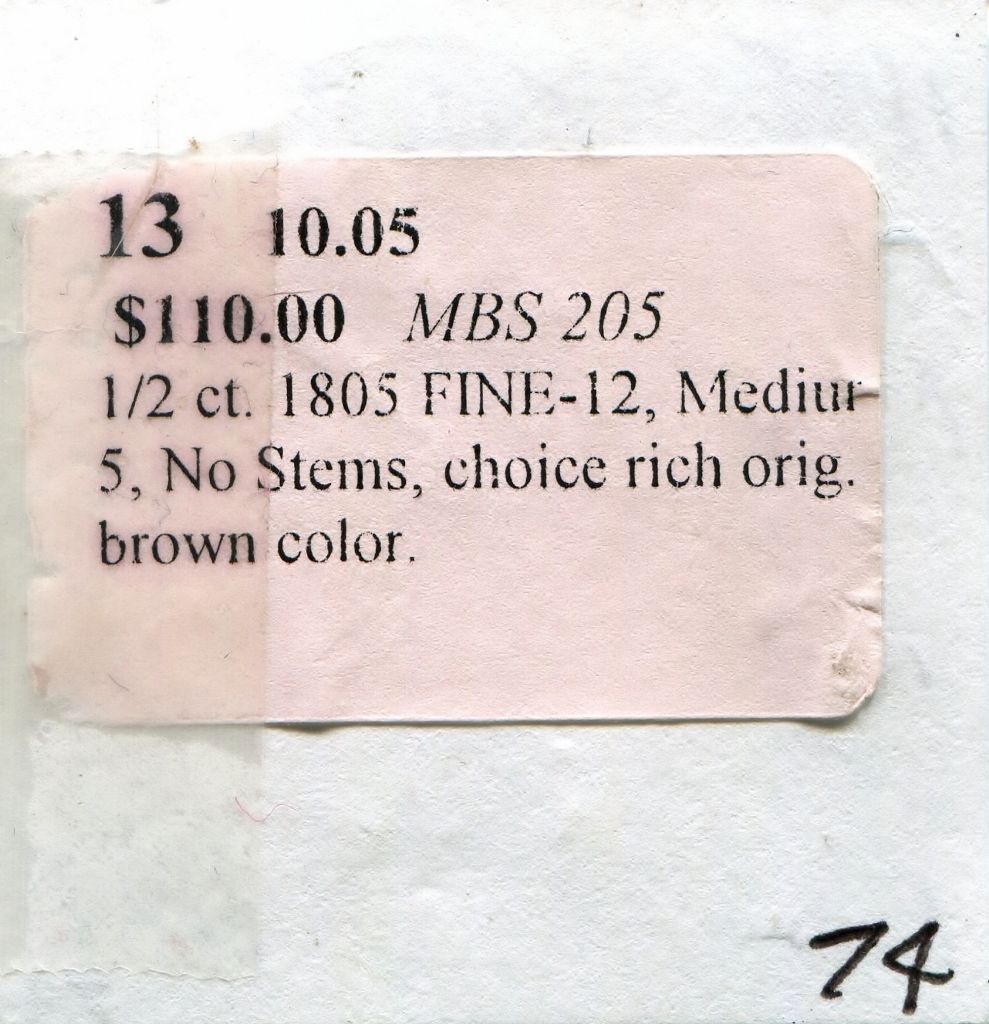 13 10.05
$110.00 MBS 205
1/2 ct. 1805 FINE-12, Mediur
5, No Stems, choice rich orig.
brown color.
74